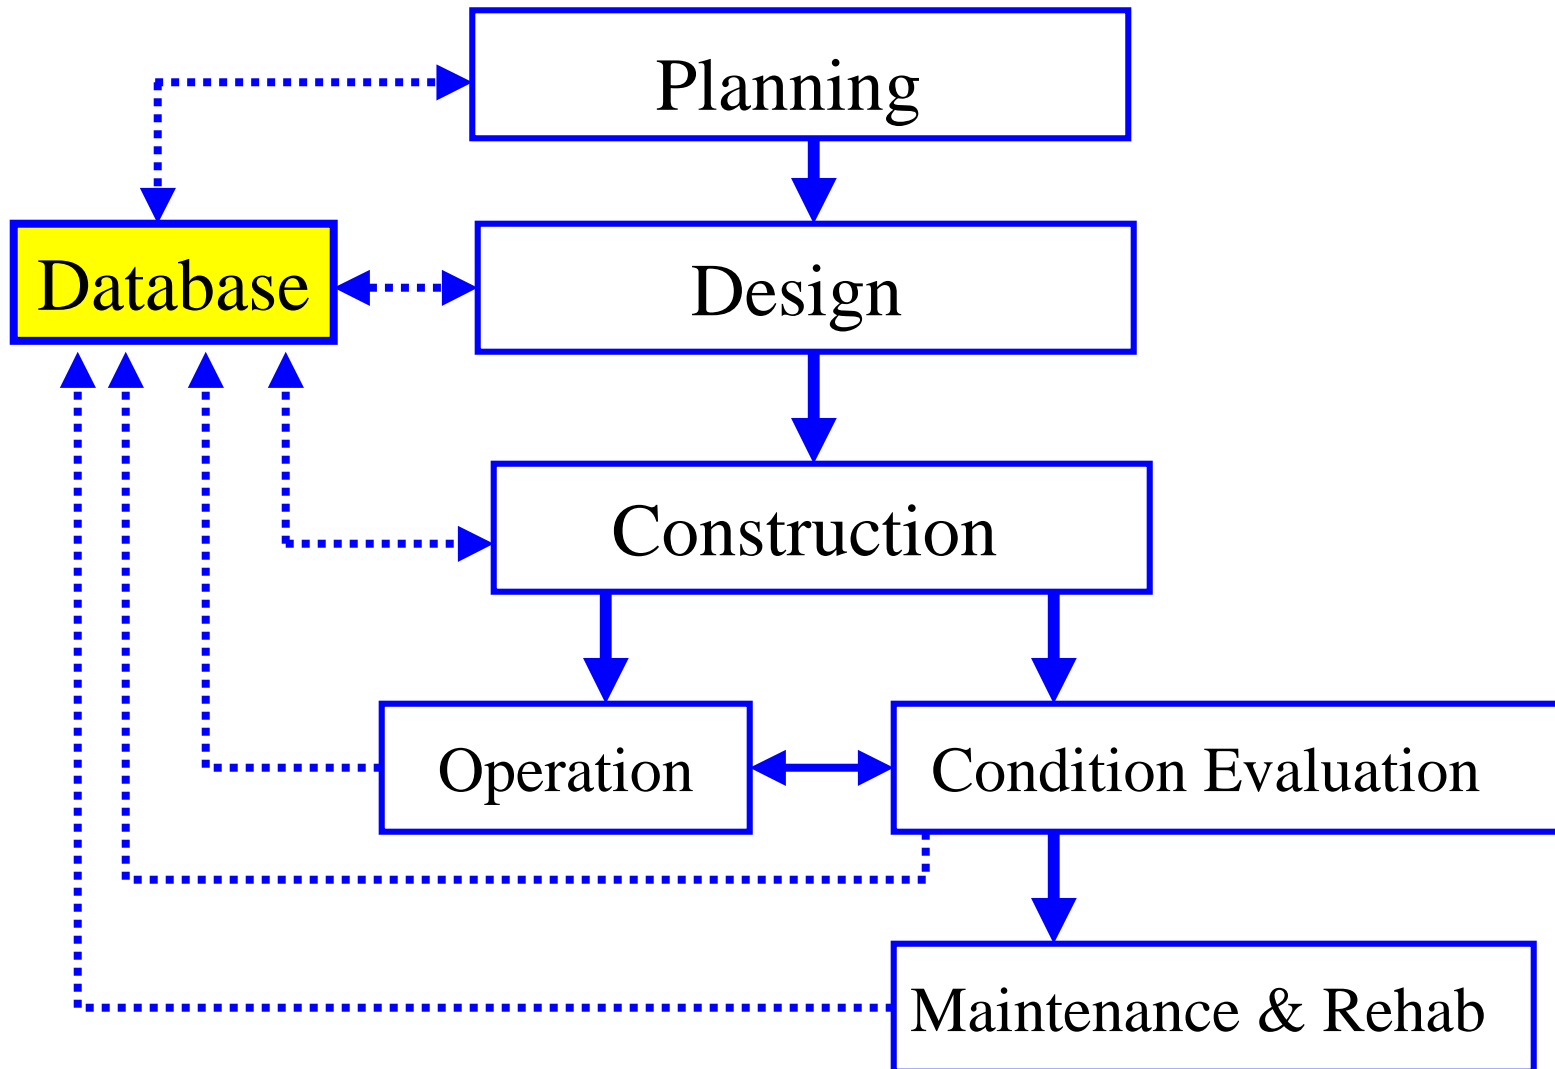 Planning
Database
Design
Construction
Operation
Condition Evaluation
Maintenance & Rehab